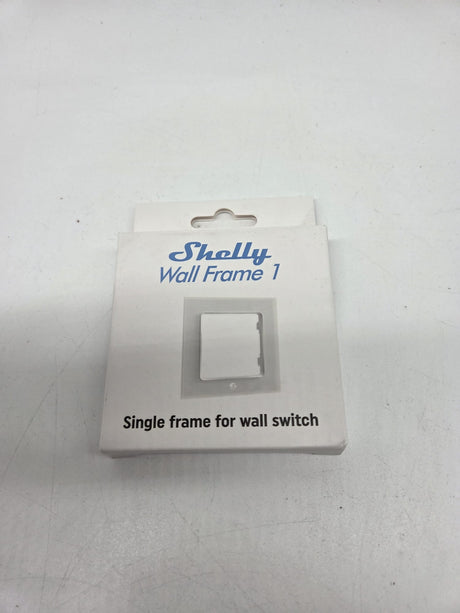 Shelly
Wall Frame 1
Single frame for wall switch